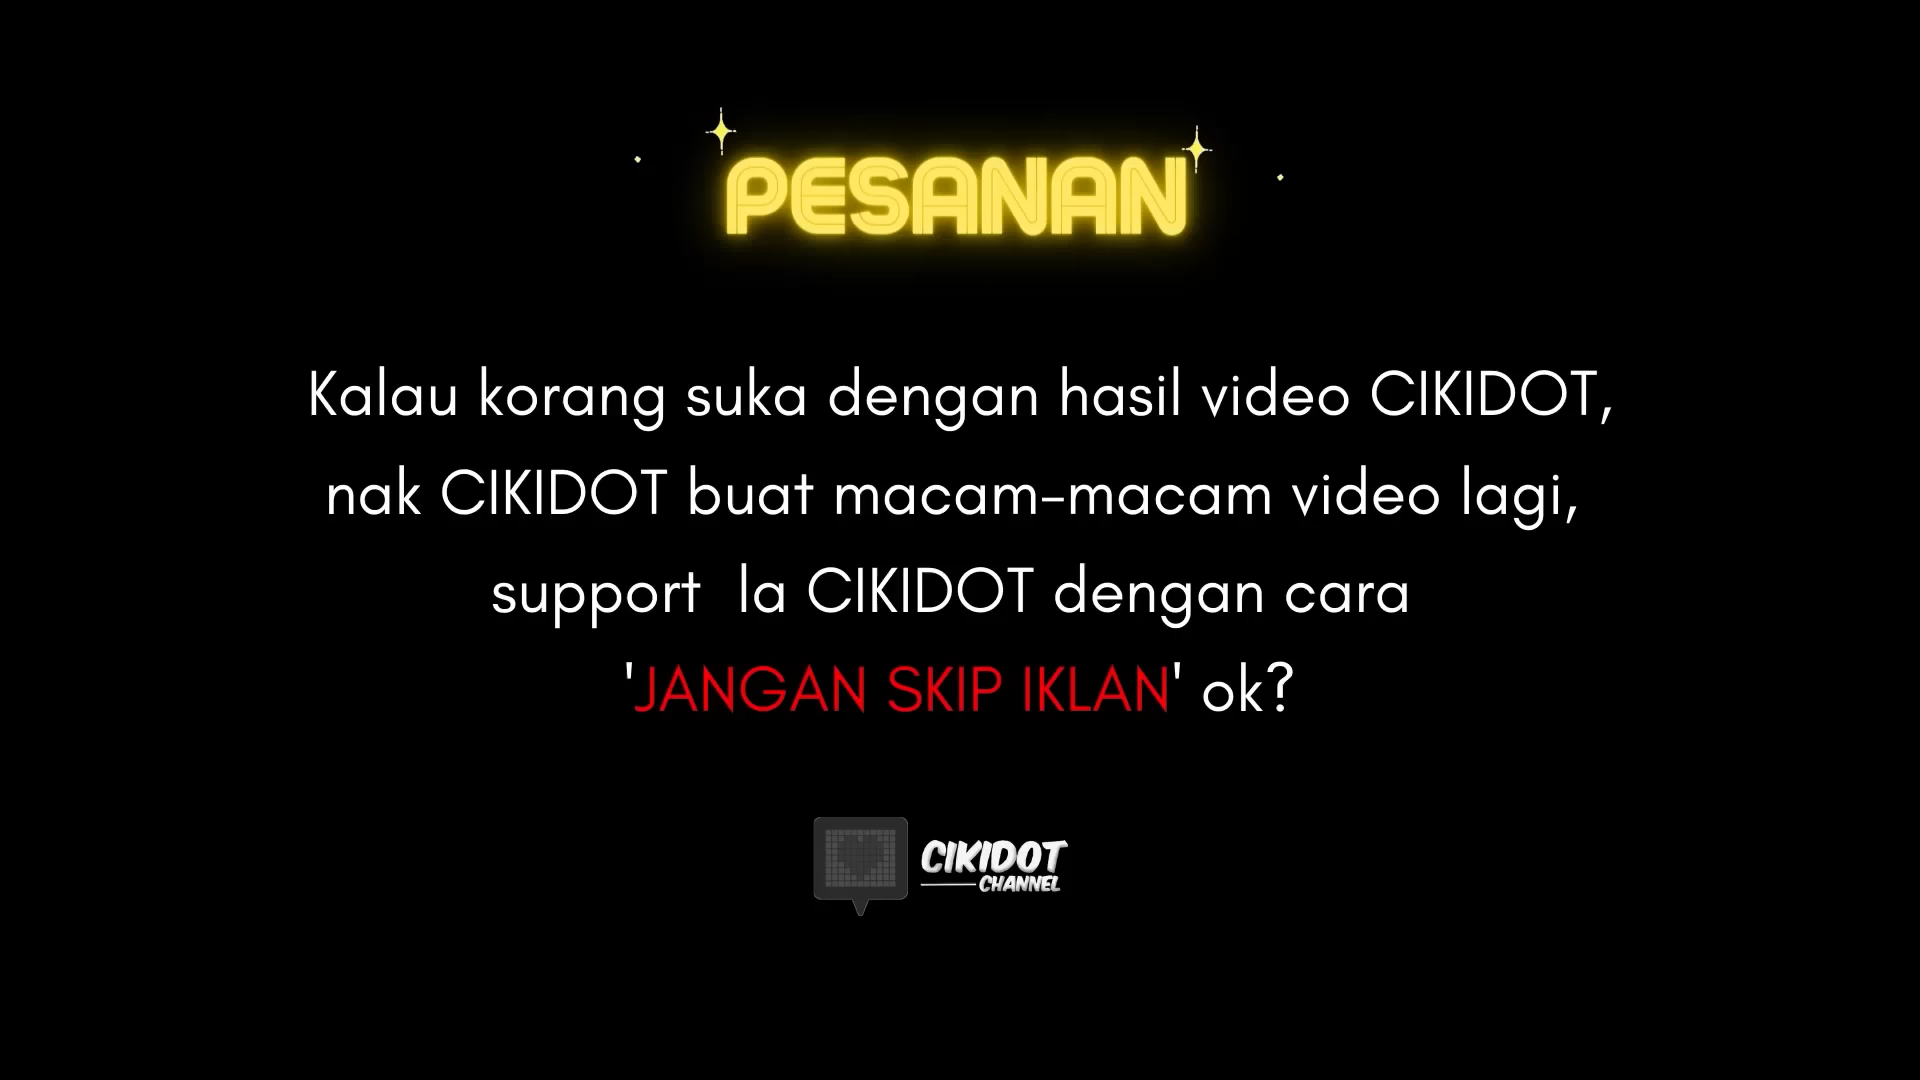 PESANAN
Kalau korang suka dengan hasil video CIKIDOT,
nak CIKIDOT buat macam-macam video lagi,
support  la CIKIDOT dengan cara
'JANGAN SKIP IKLAN' ok?
CIKIDOT
CHANNEL